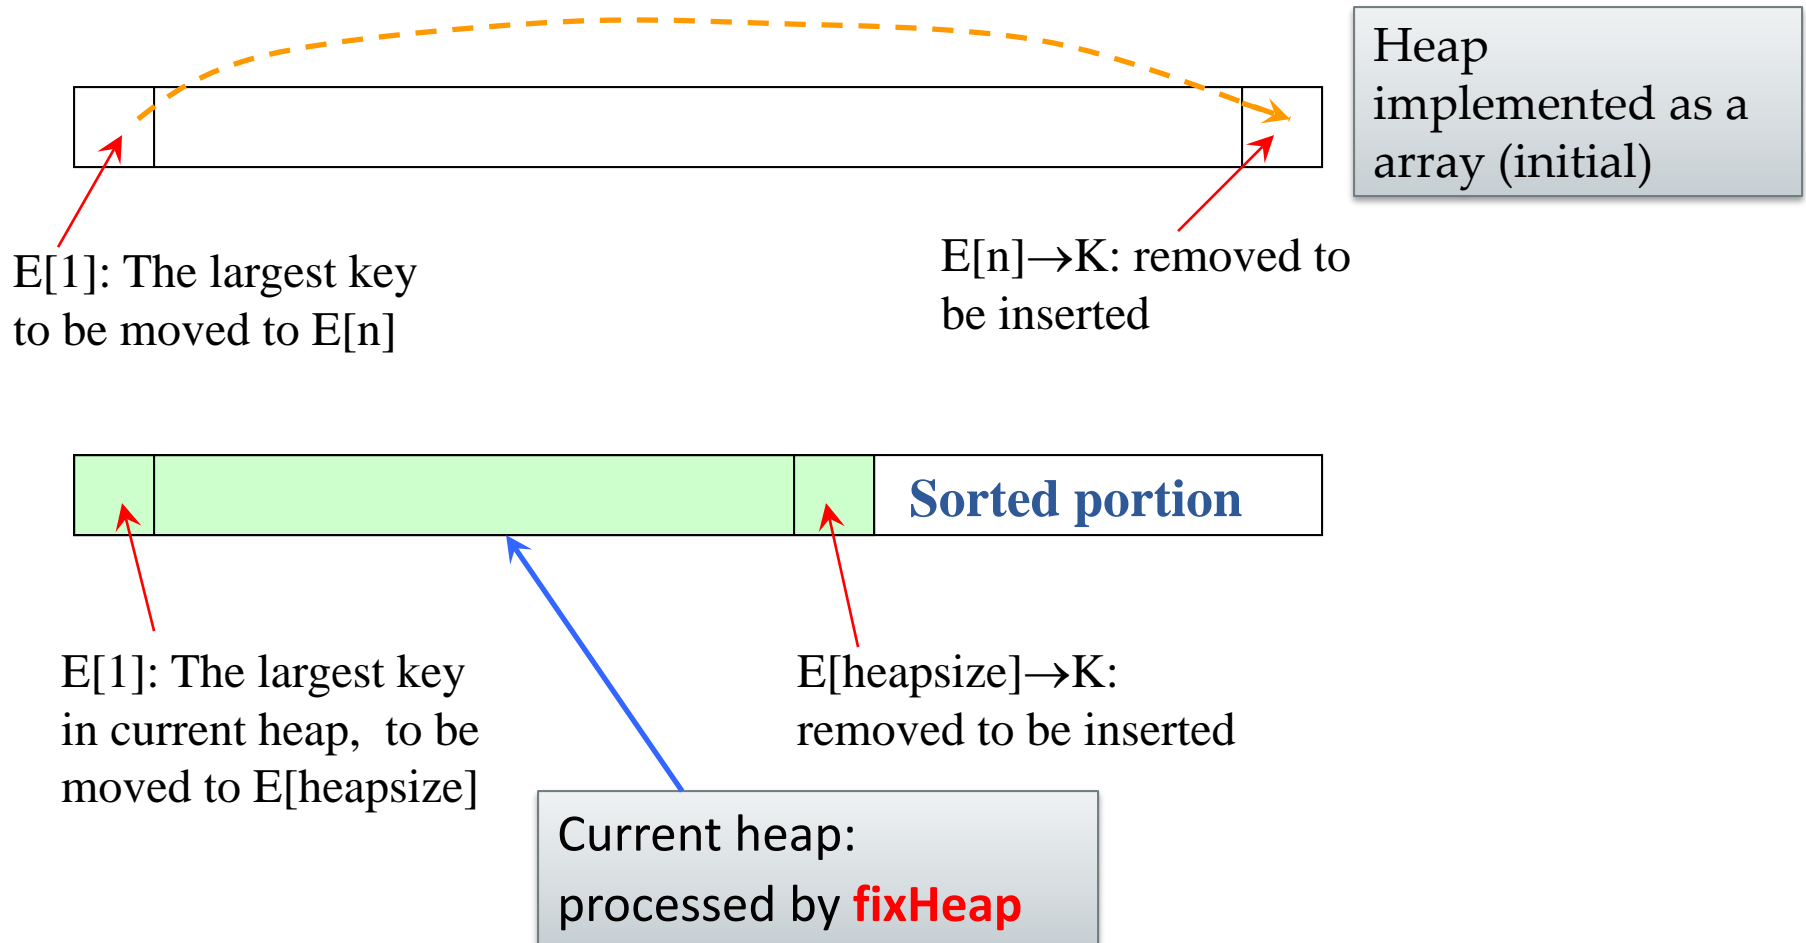 Heap
implemented as a
array (initial)
E[1]: The largest key
to be moved to E[n]
E[n]→K: removed to
be inserted
Sorted portion
E[1]: The largest key
in current heap,  to be
moved to E[heapsize]
E[heapsize]→K:
removed to be inserted
Current heap:
processed by fixHeap